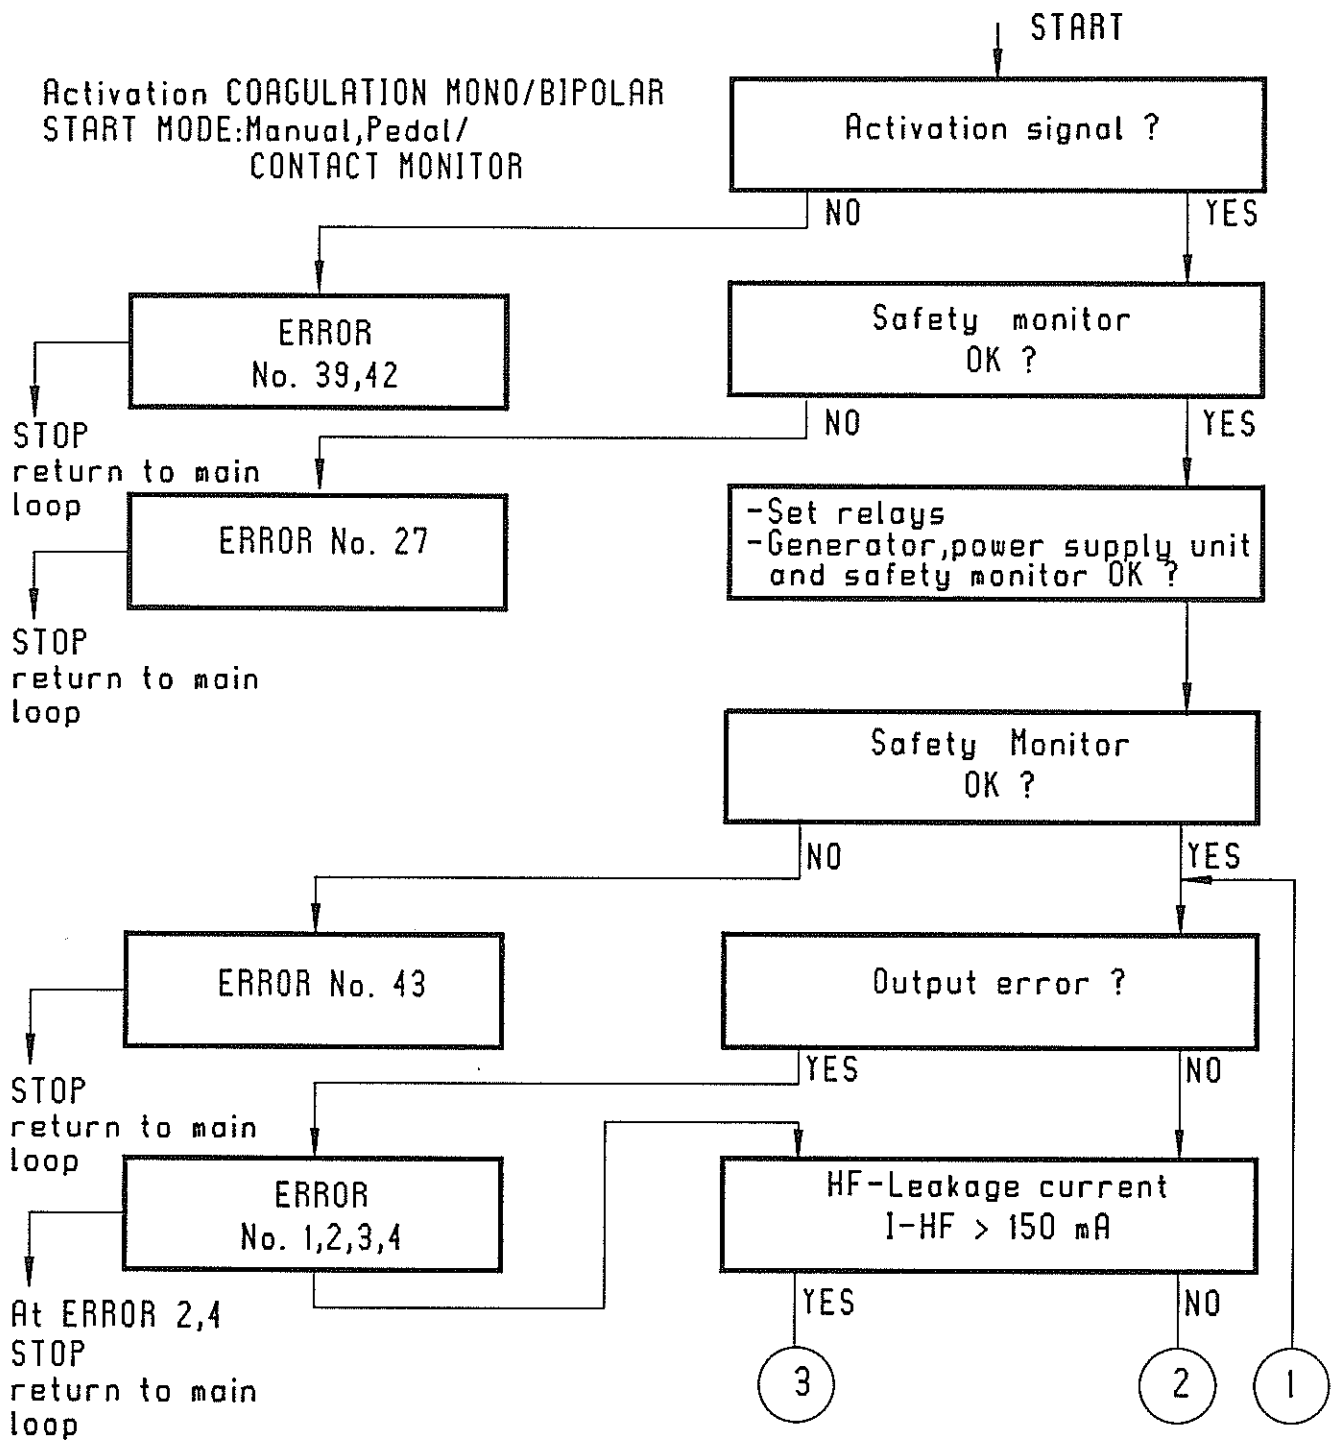 START
Activation COAGULATION MONO/BIPOLAR
START MODE:Manual,Pedal/
CONTACT MONITOR
Activation signal ?
NO
YES
ERROR
No. 39,42
Safety monitor
OK ?
STOP
return to main
loop
NO
YES
ERROR No. 27
-Set relays
-Generator,power supply unit
and safety monitor OK ?
STOP
return to main
loop
Safety Monitor
OK ?
NO
YES
ERROR No. 43
Output error ?
STOP
return to main
loop
YES
NO
ERROR
No. 1,2,3,4
HF-Leakage current
I-HF > 150 mA
At ERROR 2,4
STOP
return to main
loop
YES
NO
3
2
1